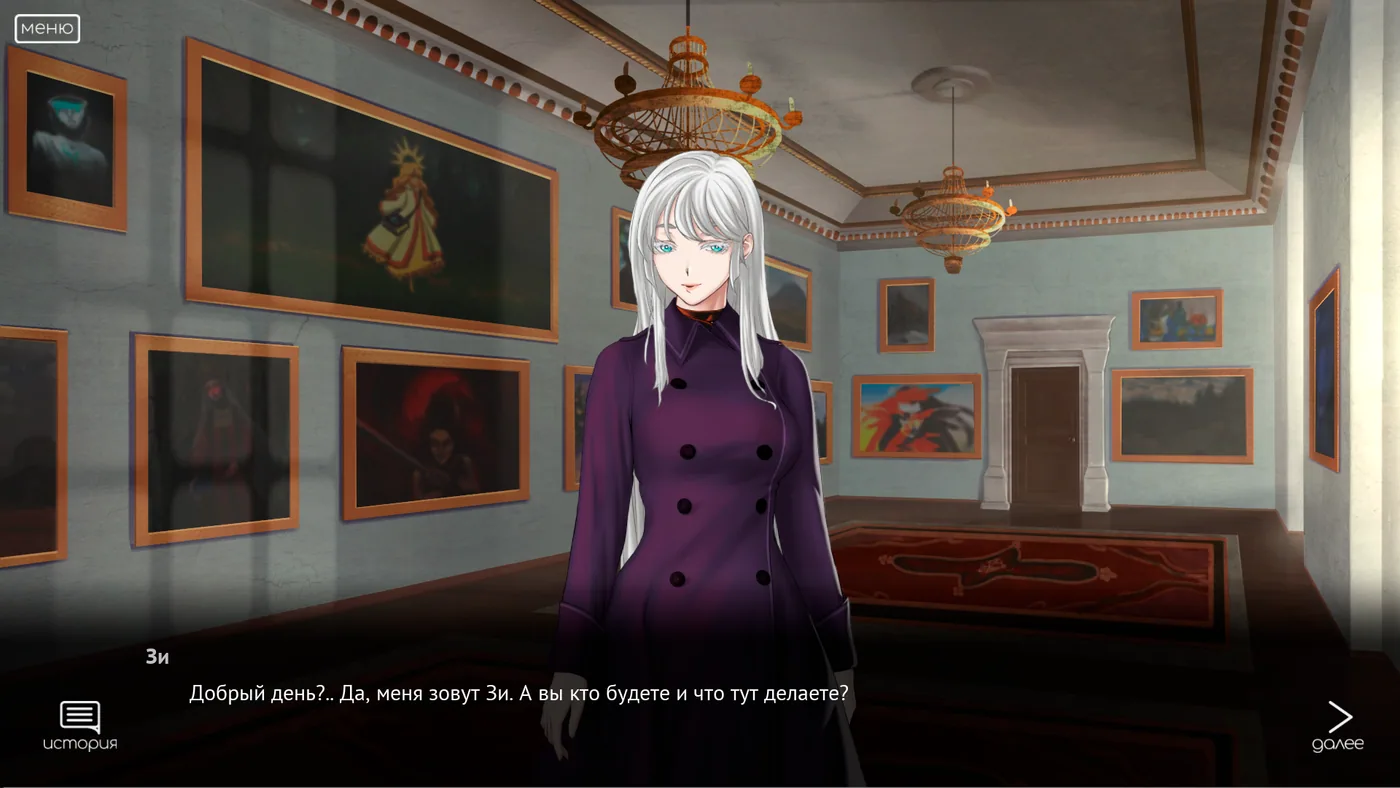 меню
Зи
Добрый день?.. Да, меня зовут Зи. А вы кто будете и что тут делаете?
история
далее